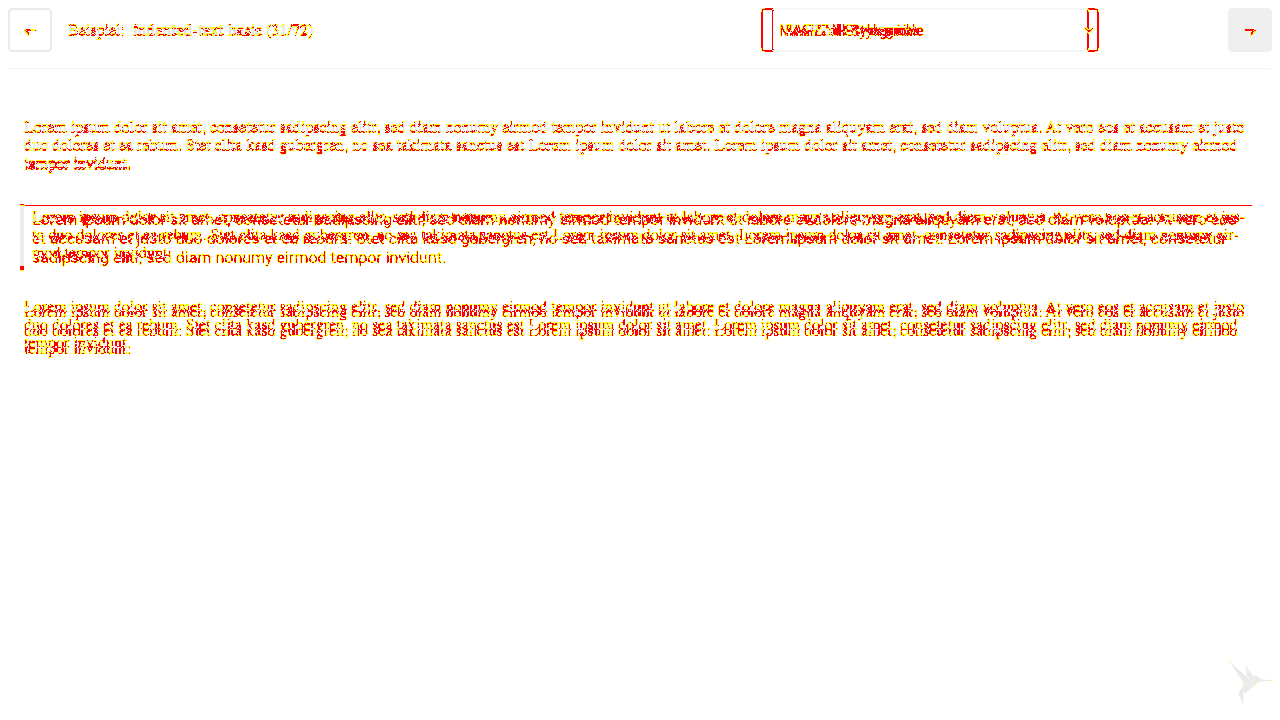 ← Beispiel: indented-text basic (31/72) →
Lorem ipsum dolor sit amet, consetetur sadipscing elitr, sed diam nonumy eirmod tempor invidunt ut labore et dolore magna aliquyam erat, sed diam voluptua. At vero eos et accusam et justo
duo dolores et ea rebum. Stet clita kasd gubergren, no sea takimata sanctus est Lorem ipsum dolor sit amet. Lorem ipsum dolor sit amet, consetetur sadipscing elitr, sed diam nonumy eirmod
tempor invidunt.
Lorem ipsum dolor sit amet, consetetur sadipscing elitr, sed diam nonumy eirmod tempor invidunt ut labore et dolore magna aliquyam erat, sed diam voluptua. At vero eos
et accusam et justo duo dolores et ea rebum. Stet clita kasd gubergren, no sea takimata sanctus est Lorem ipsum dolor sit amet. Lorem ipsum dolor sit amet, consetetur
sadipscing elitr, sed diam nonumy eirmod tempor invidunt.
Lorem ipsum dolor sit amet, consetetur sadipscing elitr, sed diam nonumy eirmod tempor invidunt ut labore et dolore magna aliquyam erat, sed diam voluptua. At vero eos et accusam et justo
duo dolores et ea rebum. Stet clita kasd gubergren, no sea takimata sanctus est Lorem ipsum dolor sit amet. Lorem ipsum dolor sit amet, consetetur sadipscing elitr, sed diam nonumy eirmod
tempor invidunt.